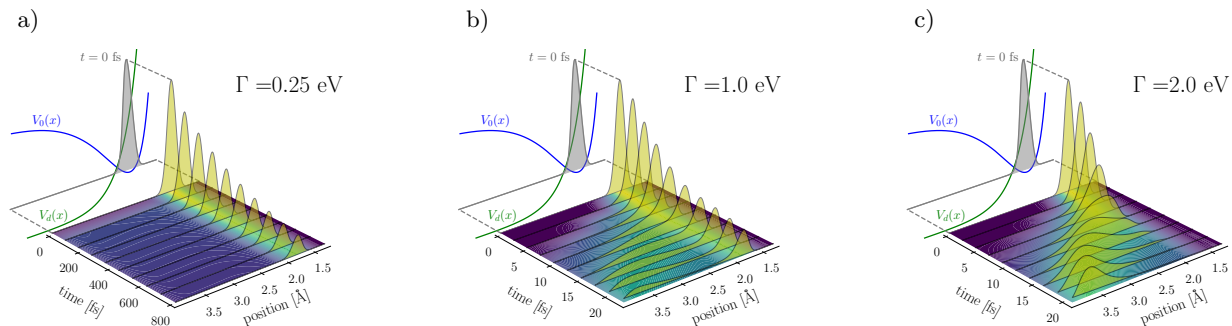 a)
t = 0 fs
Γ =0.25 eV
V₀(x)
V_d(x)
0
200
400
600
800
time [fs]
3.5
3.0
2.5
2.0
1.5
position [Å]
b)
t = 0 fs
Γ =1.0 eV
V₀(x)
V_d(x)
0
5
10
15
20
time [fs]
3.5
3.0
2.5
2.0
1.5
position [Å]
c)
t = 0 fs
Γ =2.0 eV
V₀(x)
V_d(x)
0
5
10
15
20
time [fs]
3.5
3.0
2.5
2.0
1.5
position [Å]